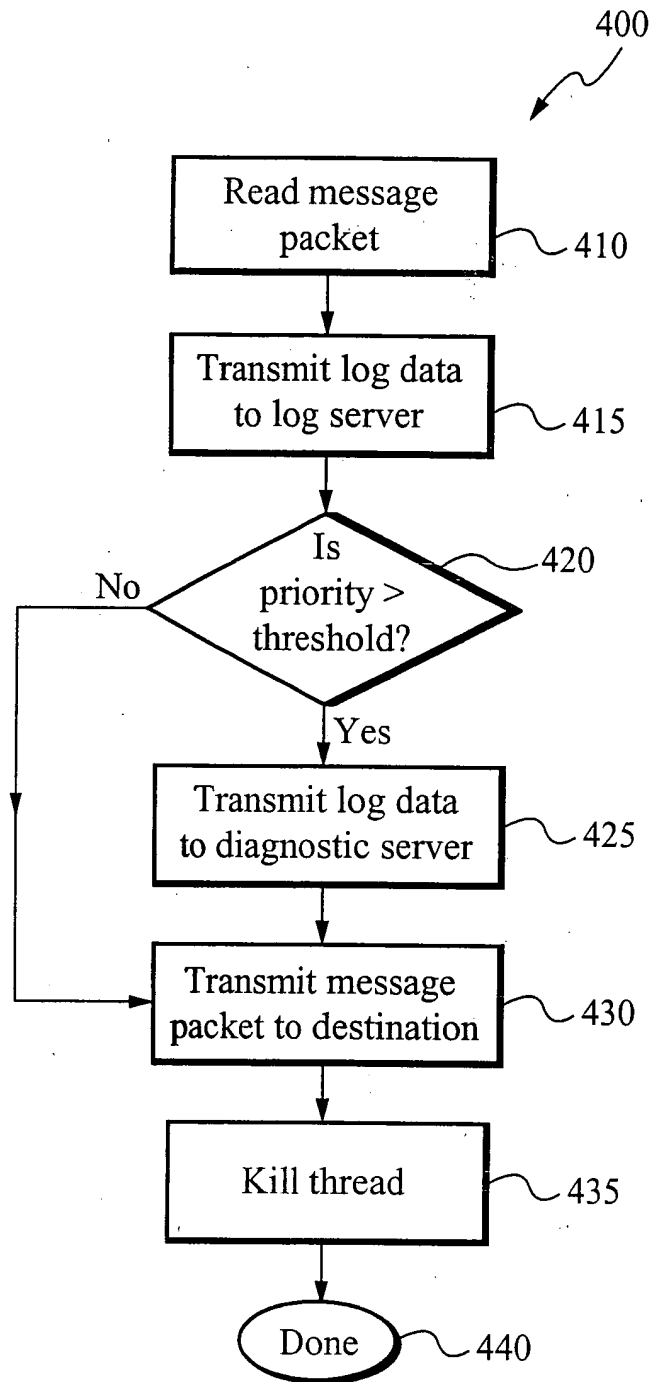 400
Read message
packet
410
Transmit log data
to log server
415
Is
priority >
threshold?
420
No
Yes
Transmit log data
to diagnostic server
425
Transmit message
packet to destination
430
Kill thread
435
Done
440